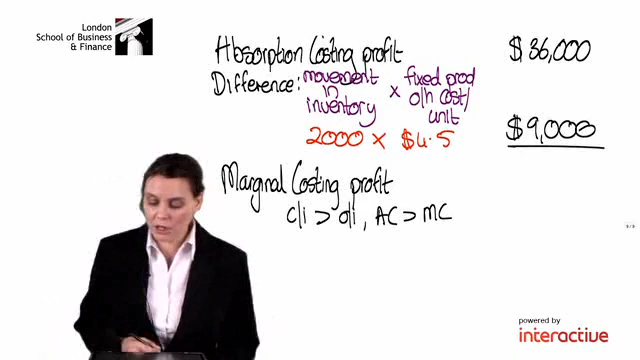 London
School of Business
& Finance
Absorption Costing profit $36,000
Difference: movement in inventory x fixed prod o/h cost/ unit
2000 x $4.5 $9,000
Marginal Costing profit
c/i > o/i, AC > MC
powered by
interactive